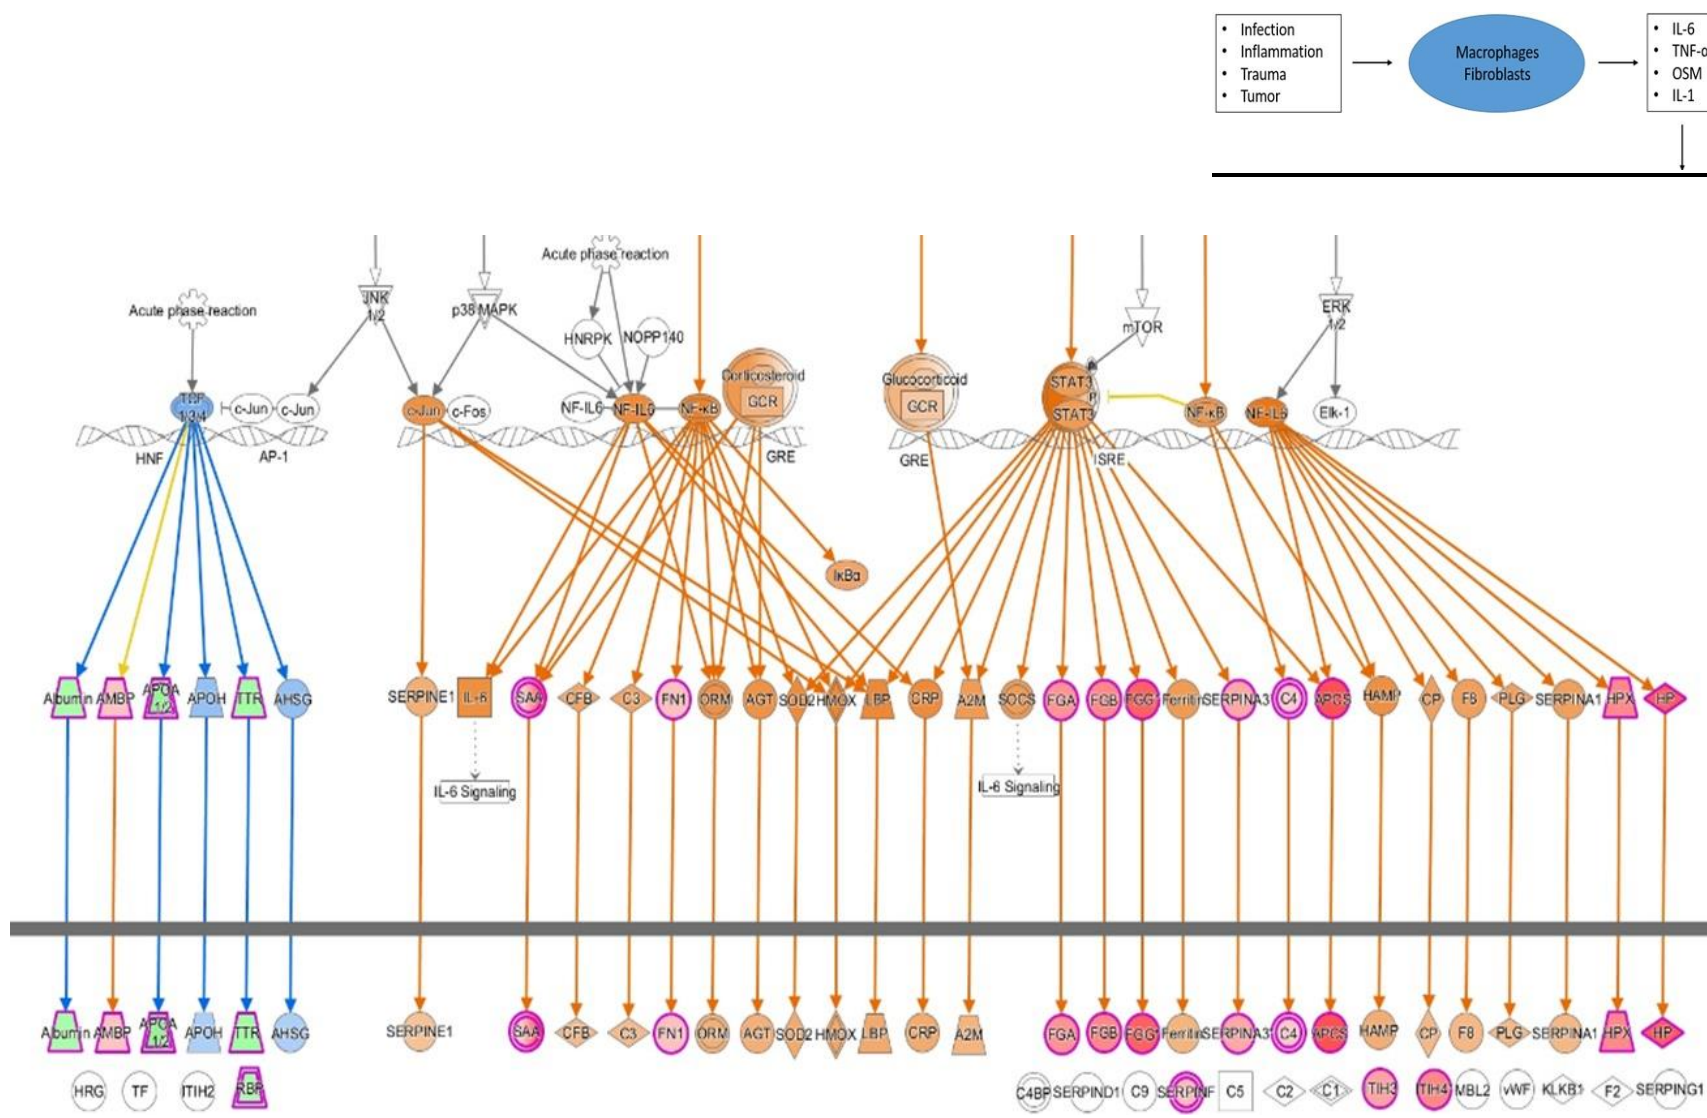 • Infection
• Inflammation
• Trauma
• Tumor
Macrophages
Fibroblasts
• IL-6
• TNF-α
• OSM
• IL-1
Acute phase reaction
Acute phase reaction
JNK
1/2
p38 MAPK
HNRPK
NOPP140
mTOR
ERK
1/2
1/3/4
c-Jun
c-Jun
c-Jun
c-Fos
NF-IL6
NF-IL6
NF-κB
Corticosteroid
GCR
Glucocorticoid
GCR
STAT3
P
STAT3
NF-κB
NF-IL6
Elk-1
HNF
AP-1
GRE
GRE
ISRE
IκBα
Albumin
AMBP
APOA
1/2
APOH
TTR
AHSG
SERPINE1
IL-6
SAA
CFB
C3
FN1
ORM
AGT
SOD2
HMOX
LBP
CRP
A2M
SOCS
FGA
FGB
FGG
Ferritin
SERPINA3
C4
APCS
HAMP
CP
F8
PLG
SERPINA1
HPX
HP
IL-6 Signaling
IL-6 Signaling
Albumin
AMBP
APOA
1/2
APOH
TTR
AHSG
SERPINE1
SAA
CFB
C3
FN1
ORM
AGT
SOD2
HMOX
LBP
CRP
A2M
FGA
FGB
FGG
Ferritin
SERPINA3
C4
APCS
HAMP
CP
F8
PLG
SERPINA1
HPX
HP
HRG
TF
ITIH2
RBP
C4BP
SERPIND1
C9
SERPINF
C5
C2
C1
ITIH3
ITIH4
MBL2
vWF
KLKB1
F2
SERPING1